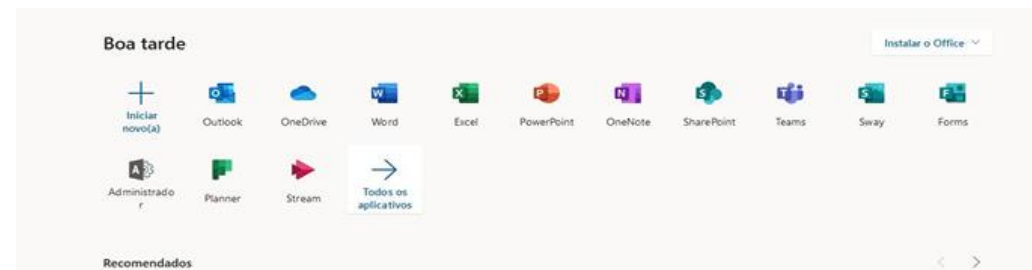 Boa tarde
Instalar o Office
Iniciar novo(a)
Outlook
OneDrive
Word
Excel
PowerPoint
OneNote
SharePoint
Teams
Sway
Forms
Administrado
r
Planner
Stream
Todos os
aplicativos
Recomendados